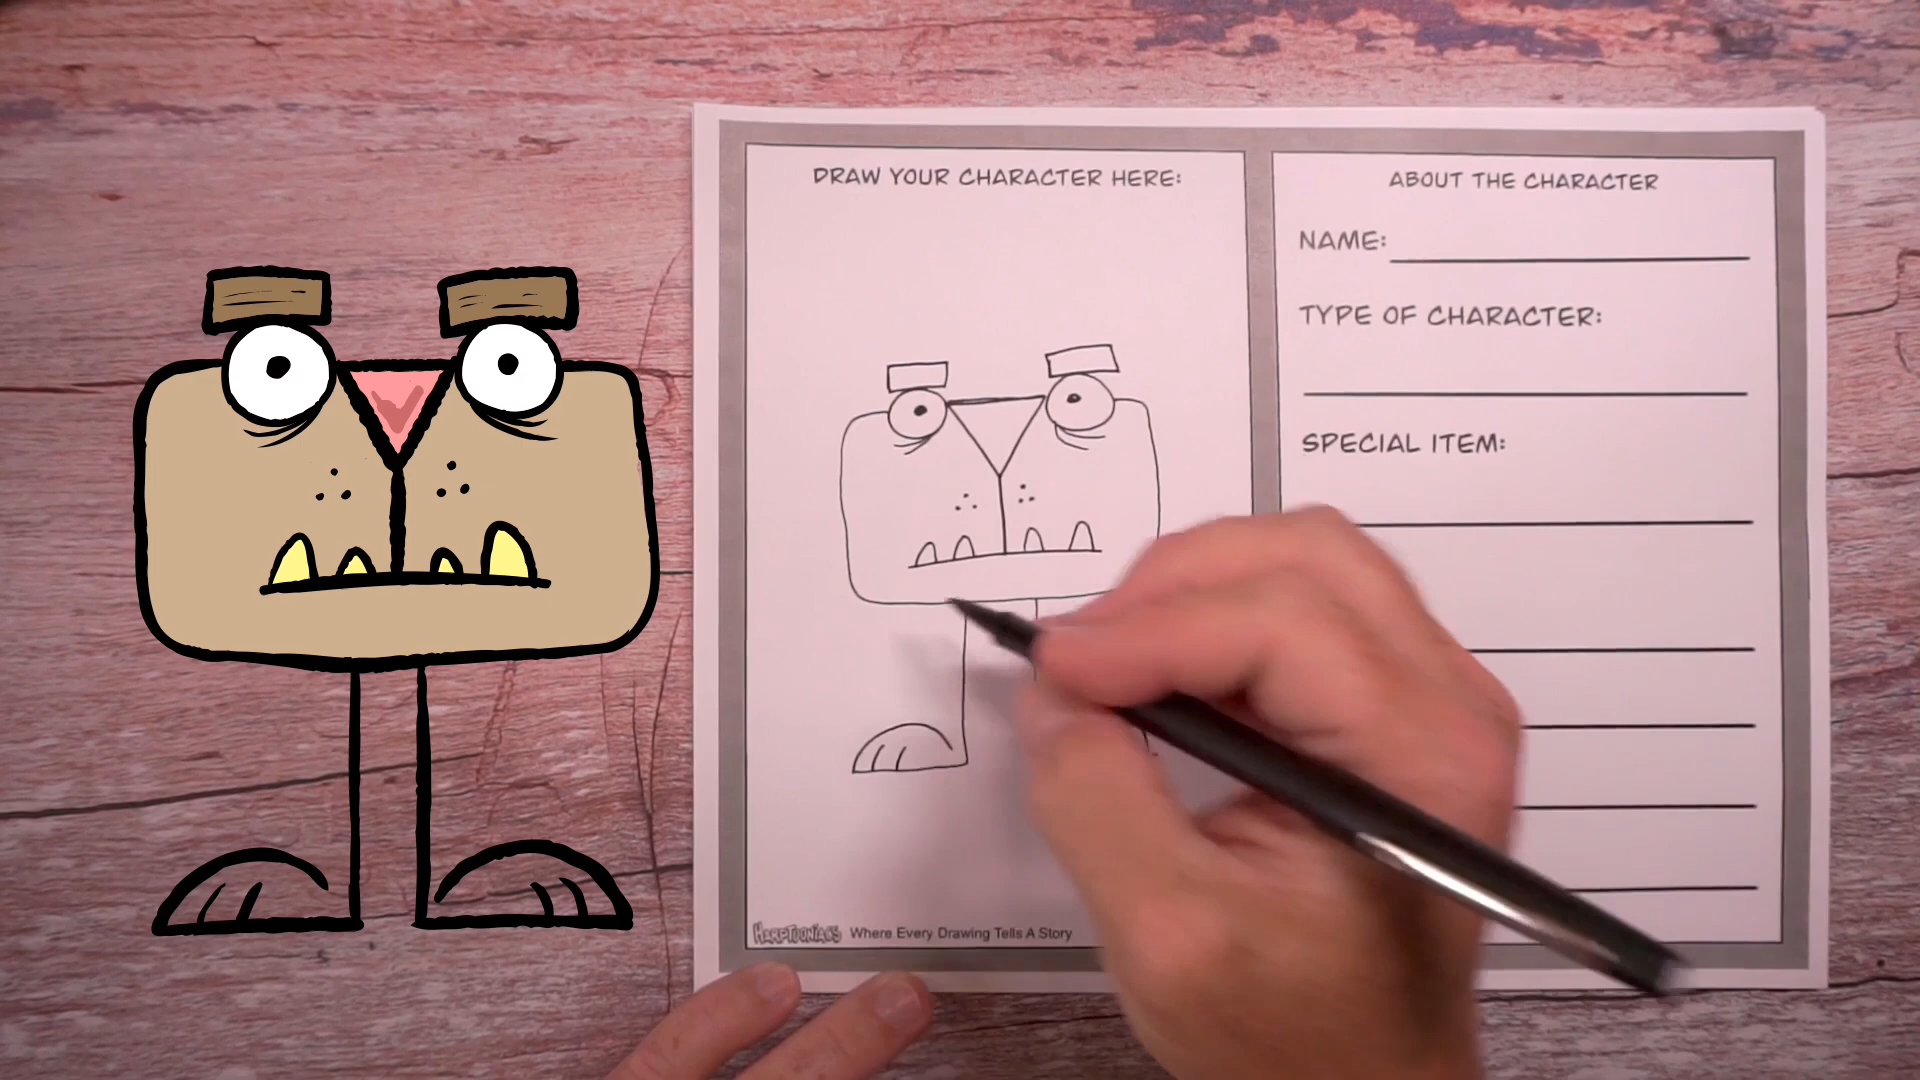 DRAW YOUR CHARACTER HERE:
ABOUT THE CHARACTER
NAME:
TYPE OF CHARACTER:
SPECIAL ITEM:
HARPTOONIACS Where Every Drawing Tells A Story